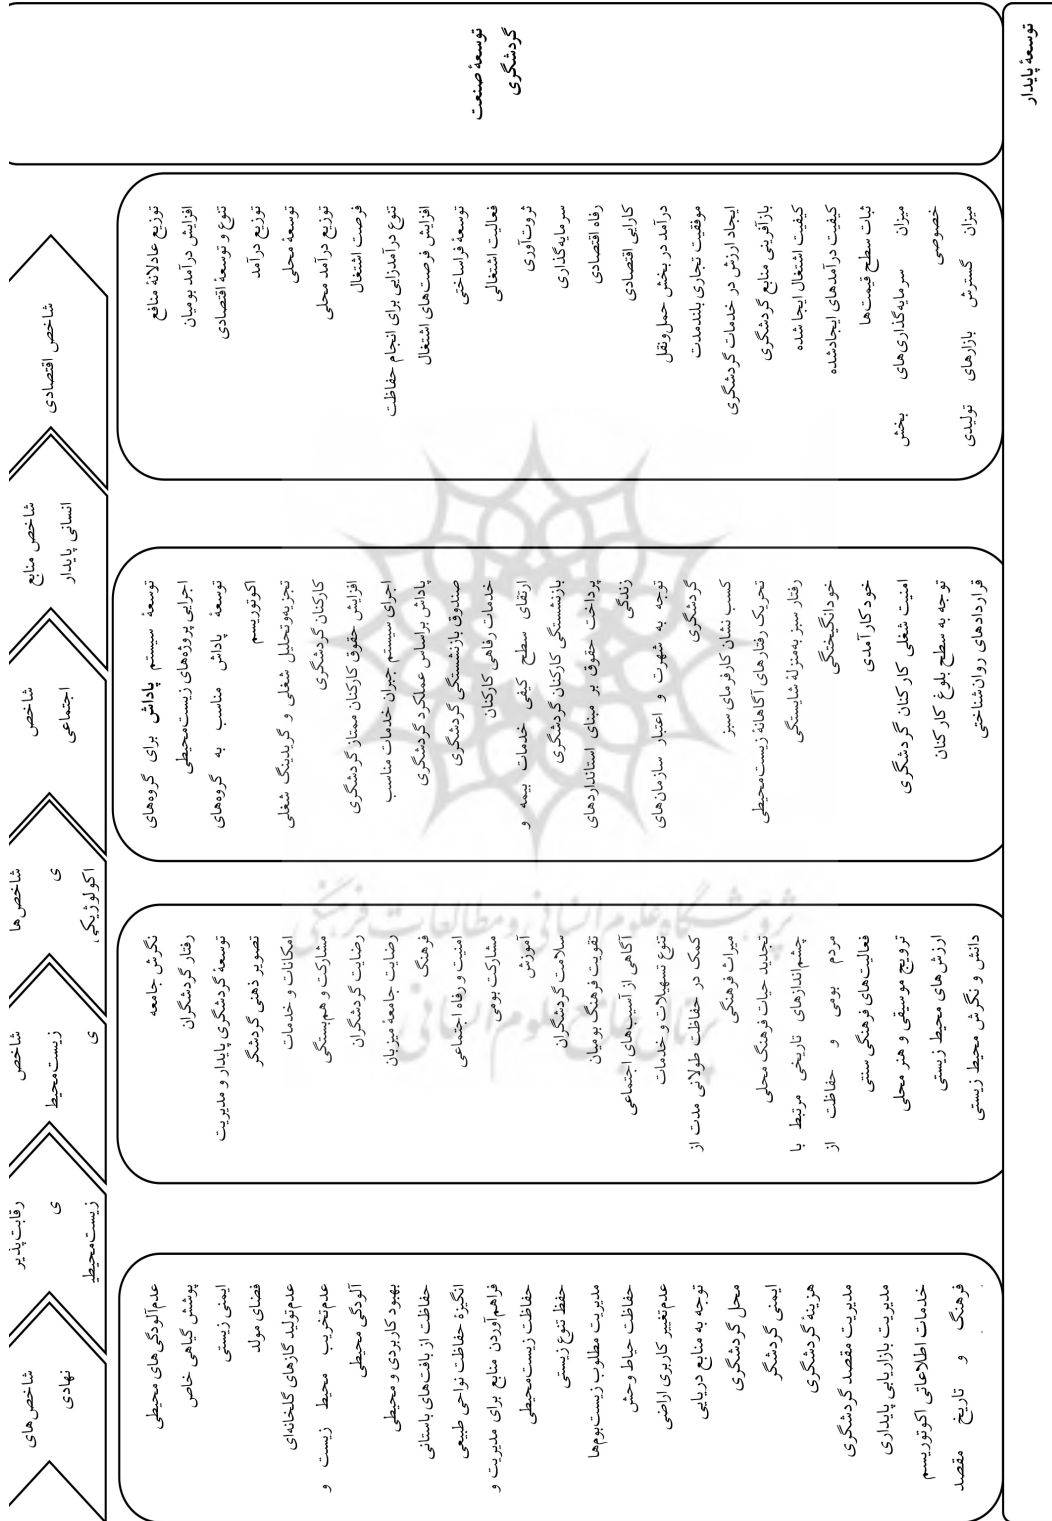 توسعهٔ پایدار
توسعهٔ صنعت
گردشگری
شاخص اقتصادی
شاخص منابع
انسانی پایدار
شاخص
اجتماعی
شاخص‌ها
ی
اکولوژیکی
شاخص
زیست‌محیط
ی
رقابت‌پذیر
ی
زیست‌محیط
شاخص‌های
نهادی
توزیع عادلانهٔ منافع
افزایش درآمد بومیان
تنوع و توسعهٔ اقتصادی
توزیع درآمد
توسعهٔ محلی
توزیع درآمد محلی
فرصت اشتغال
تنوع درآمدزایی برای انجام حفاظت
افزایش فرصت‌های اشتغال
توسعهٔ فراساختی
فعالیت اشتغالی
ثروت‌آوری
سرمایه‌گذاری
رفاه اقتصادی
کارایی اقتصادی
درآمد در بخش حمل‌ونقل
موفقیت تجاری بلندمدت
ایجاد ارزش در خدمات گردشگری
بازآفرینی منابع گردشگری
کیفیت اشتغال ایجا شده
کیفیت درآمدهای ایجادشده
ثبات سطح قیمت‌ها
میزان سرمایه‌گذاری‌های بخش
خصوصی
میزان گسترش بازارهای تولیدی
توسعهٔ سیستم پاداش برای گروه‌های
اجرایی پروژه‌های زیست‌محیطی
توسعهٔ پاداش مناسب به گروه‌های
اکوتوریسم
تجزیه‌وتحلیل شغلی و گریدینگ شغلی
کارکنان گردشگری
افزایش حقوق کارکنان ممتاز گردشگری
اجرای سیستم جبران خدمات مناسب
پاداش براساس عملکرد گردشگری
صندوق بازنشستگی گردشگری
خدمات رفاهی کارکنان
ارتقای سطح کیفی خدمات بیمه و
بازنشستگی کارکنان گردشگری
پرداخت حقوق بر مبنای استانداردهای
زندگی
توجه به شهرت و اعتبار سازمان‌های
گردشگری
کسب نشان کارفرمای سبز
تحریک رفتارهای آگاهانهٔ زیست‌محیطی
رفتار سبز به‌منزلهٔ شایستگی
خودانگیختگی
خودکارآمدی
امنیت شغلی کارکنان گردشگری
توجه به سطح بلوغ کارکنان
قراردادهای روان‌شناختی
نگرش جامعه
رفتار گردشگران
توسعهٔ گردشگری پایدار و مدیریت
تصویر ذهنی گردشگر
امکانات و خدمات
مشارکت و هم‌بستگی
رضایت گردشگران
رضایت جامعهٔ میزبان
فرهنگ
امنیت و رفاه اجتماعی
مشارکت بومی
آموزش
سلامت گردشگران
تقویت فرهنگ بومیان
آگاهی از آسیب‌های اجتماعی
تنوع تسهیلات و خدمات
کمک در حفاظت طولانی مدت از
میراث فرهنگی
تجدید حیات فرهنگ محلی
چشم‌اندازهای تاریخی مرتبط با
مردم بومی و حفاظت از
فعالیت‌های فرهنگی سنتی
ترویج موسیقی و هنر محلی
ارزش‌های محیط زیستی
دانش و نگرش محیط زیستی
عدم‌آلودگی‌های محیطی
پوشش گیاهی خاص
ایمنی زیستی
فضای مولد
عدم‌تولید گازهای گلخانه‌ای
عدم‌تخریب محیط زیست و
آلودگی محیطی
بهبود کاربردی و محیطی
حفاظت از بافت‌های باستانی
انگیزهٔ حفاظت نواحی طبیعی
فراهم‌آوردن منابع برای مدیریت و
حفاظت زیست‌محیطی
حفظ تنوع زیستی
مدیریت مطلوب زیست‌بوم‌ها
حفاظت حیاط وحش
عدم‌تغییر کاربری اراضی
توجه به منابع دریایی
محل گردشگری
ایمنی گردشگر
هزینهٔ گردشگری
مدیریت مقصد گردشگری
مدیریت بازاریابی پایداری
خدمات اطلاعاتی اکوتوریسم
فرهنگ و تاریخ مقصد
پژوهشگاه علوم انسانی و مطالعات فرهنگی
پرتال جامع علوم انسانی